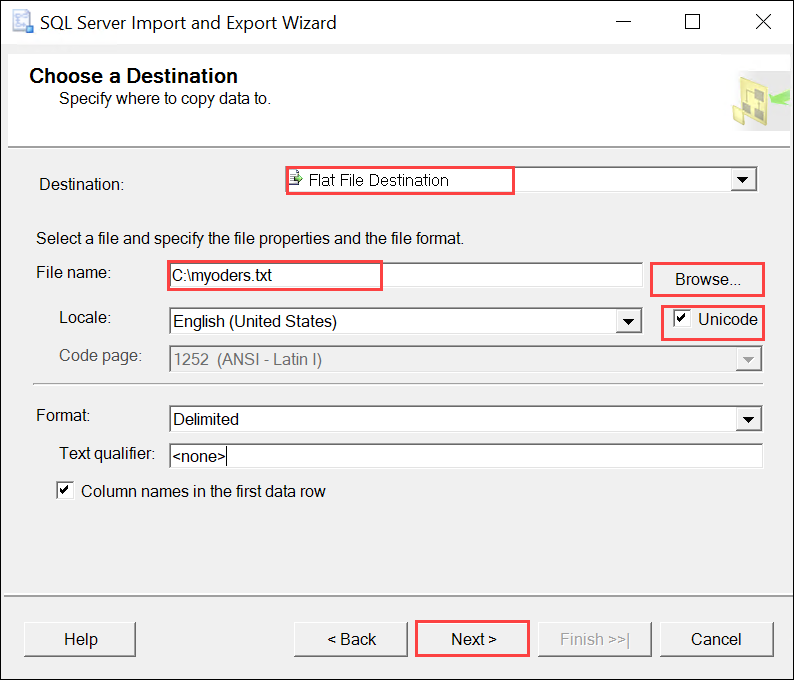 SQL Server Import and Export Wizard
Choose a Destination
Specify where to copy data to.
Destination: Flat File Destination
Select a file and specify the file properties and the file format.
File name: C:\myoders.txt Browse...
Locale: English (United States) Unicode
Code page: 1252 (ANSI - Latin I)
Format: Delimited
Text qualifier: <none>
Column names in the first data row
Help < Back Next > Finish >>| Cancel